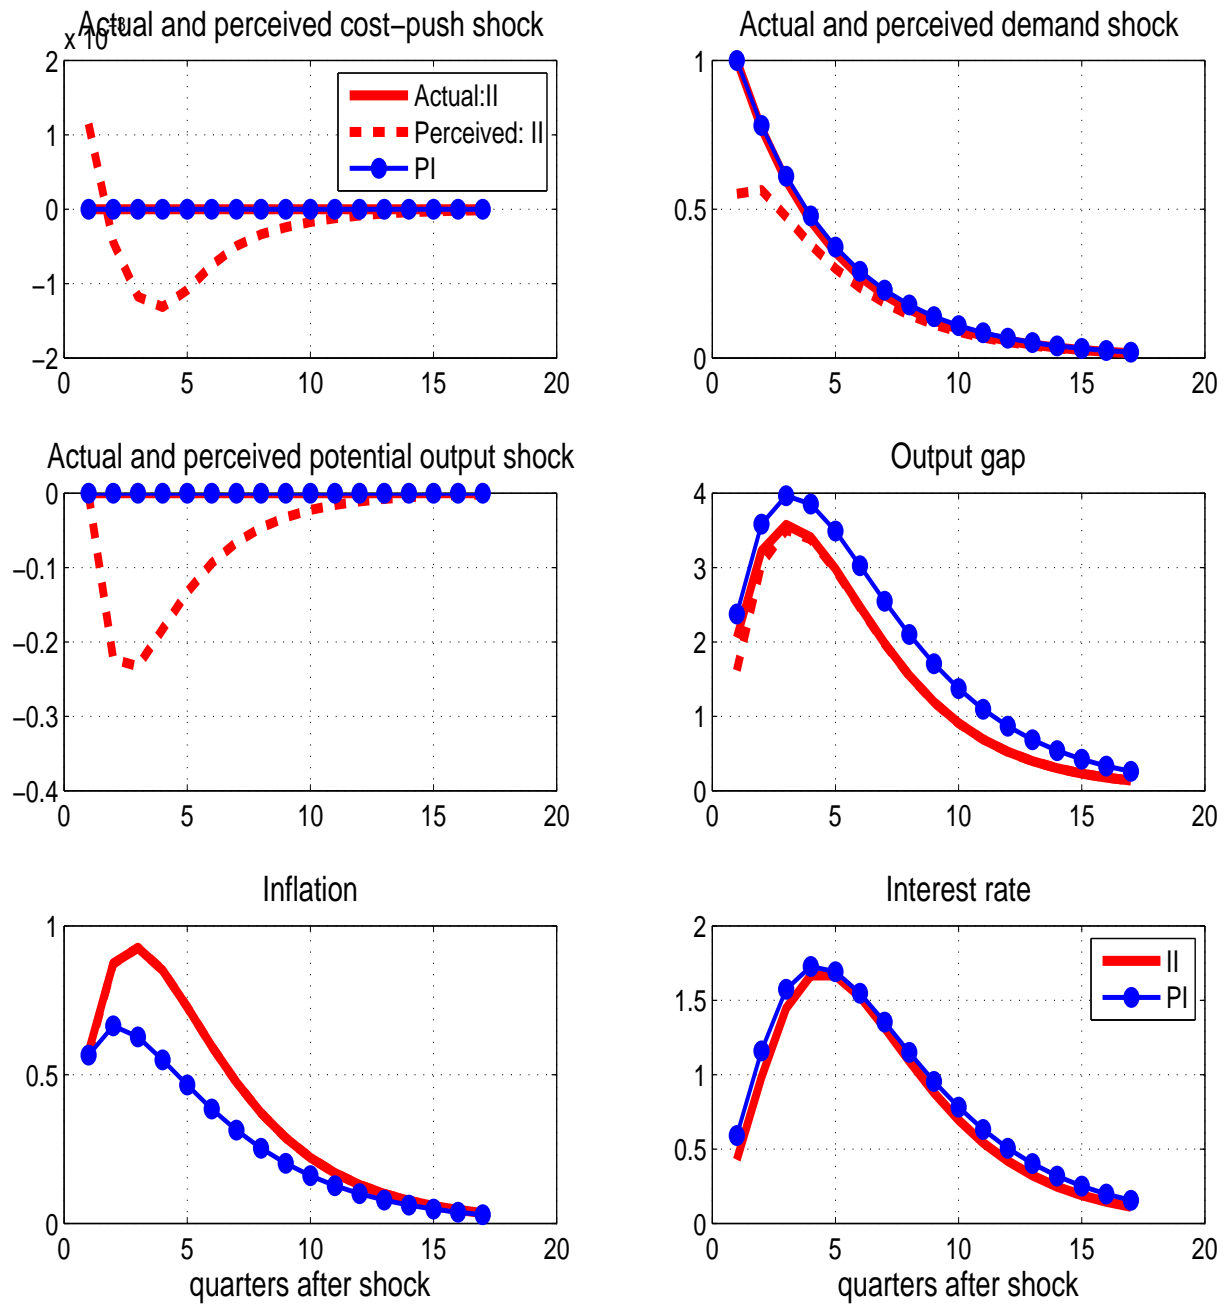 Actual and perceived cost−push shock
2
1
0
−1
−2
0 5 10 15 20
Actual:II
Perceived: II
PI
Actual and perceived demand shock
1
0.5
0
0 5 10 15 20
Actual and perceived potential output shock
0
−0.1
−0.2
−0.3
−0.4
0 5 10 15 20
Output gap
4
3
2
1
0
0 5 10 15 20
Inflation
1
0.5
0
0 5 10 15 20
quarters after shock
Interest rate
2
1.5
1
0.5
0
0 5 10 15 20
II
PI
quarters after shock